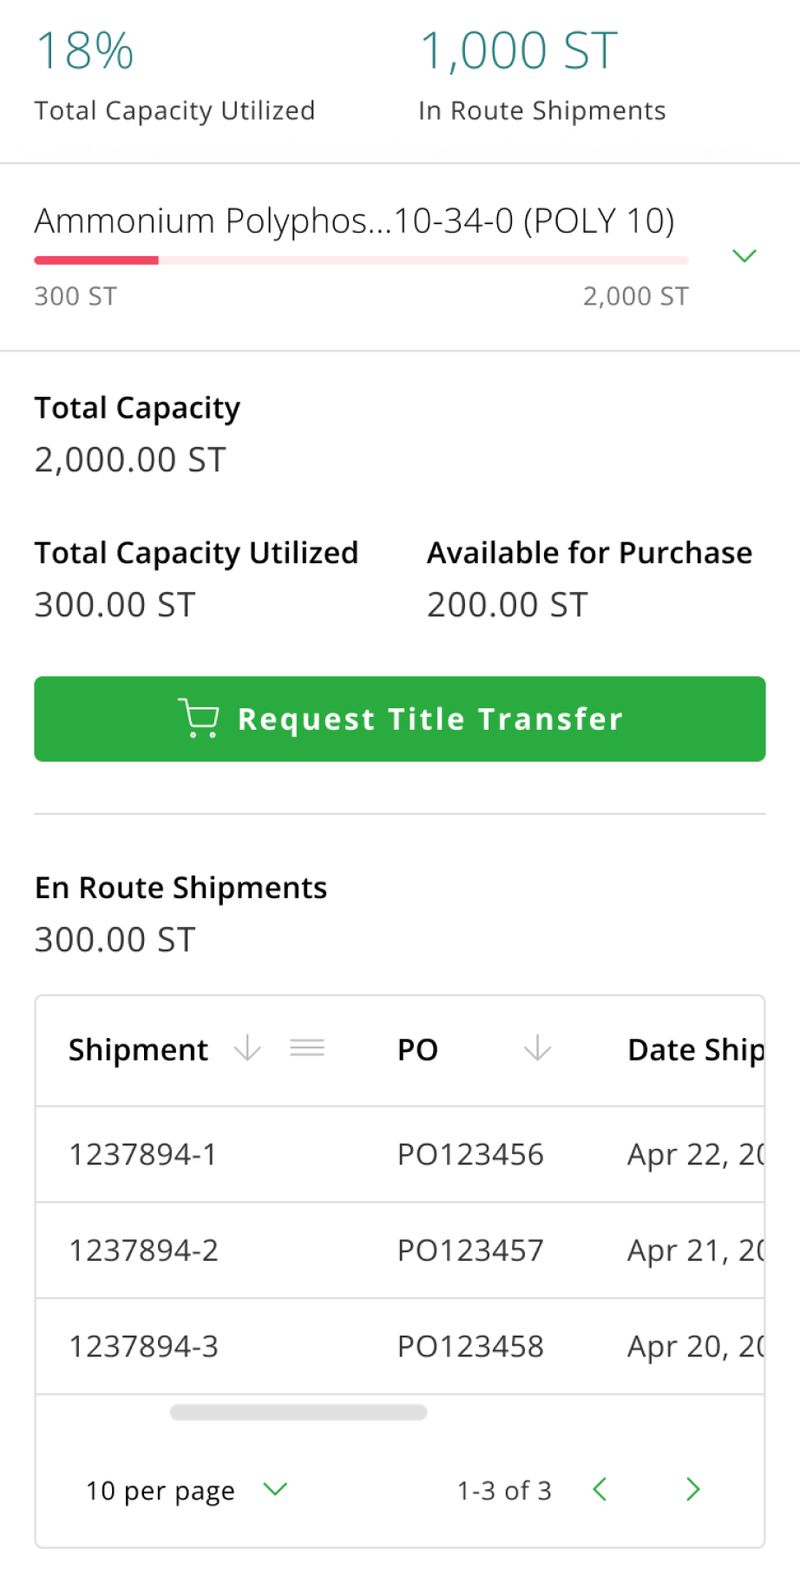 18% 1,000 ST
Total Capacity Utilized In Route Shipments
Ammonium Polyphos...10-34-0 (POLY 10)
300 ST 2,000 ST
Total Capacity
2,000.00 ST
Total Capacity Utilized Available for Purchase
300.00 ST 200.00 ST
Request Title Transfer
En Route Shipments
300.00 ST
Shipment PO Date Ship
1237894-1 PO123456 Apr 22, 20
1237894-2 PO123457 Apr 21, 20
1237894-3 PO123458 Apr 20, 20
10 per page 1-3 of 3